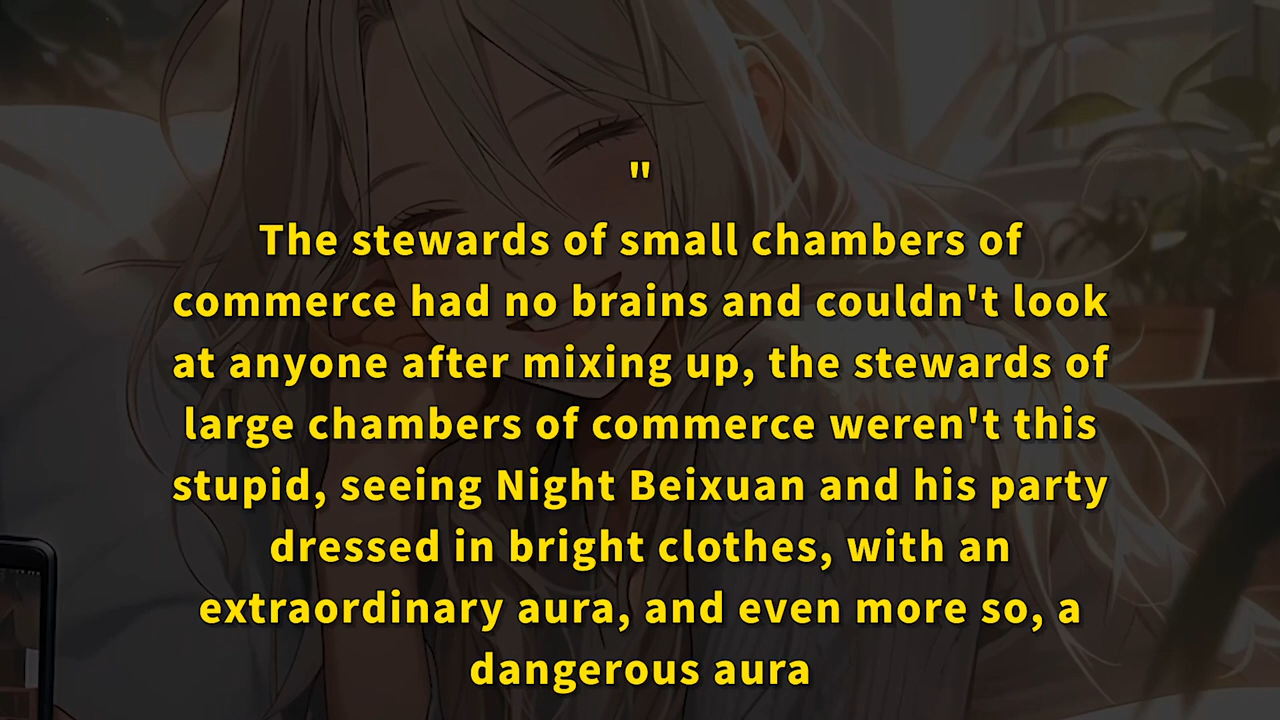 "
The stewards of small chambers of
commerce had no brains and couldn't look
at anyone after mixing up, the stewards of
large chambers of commerce weren't this
stupid, seeing Night Beixuan and his party
dressed in bright clothes, with an
extraordinary aura, and even more so, a
dangerous aura